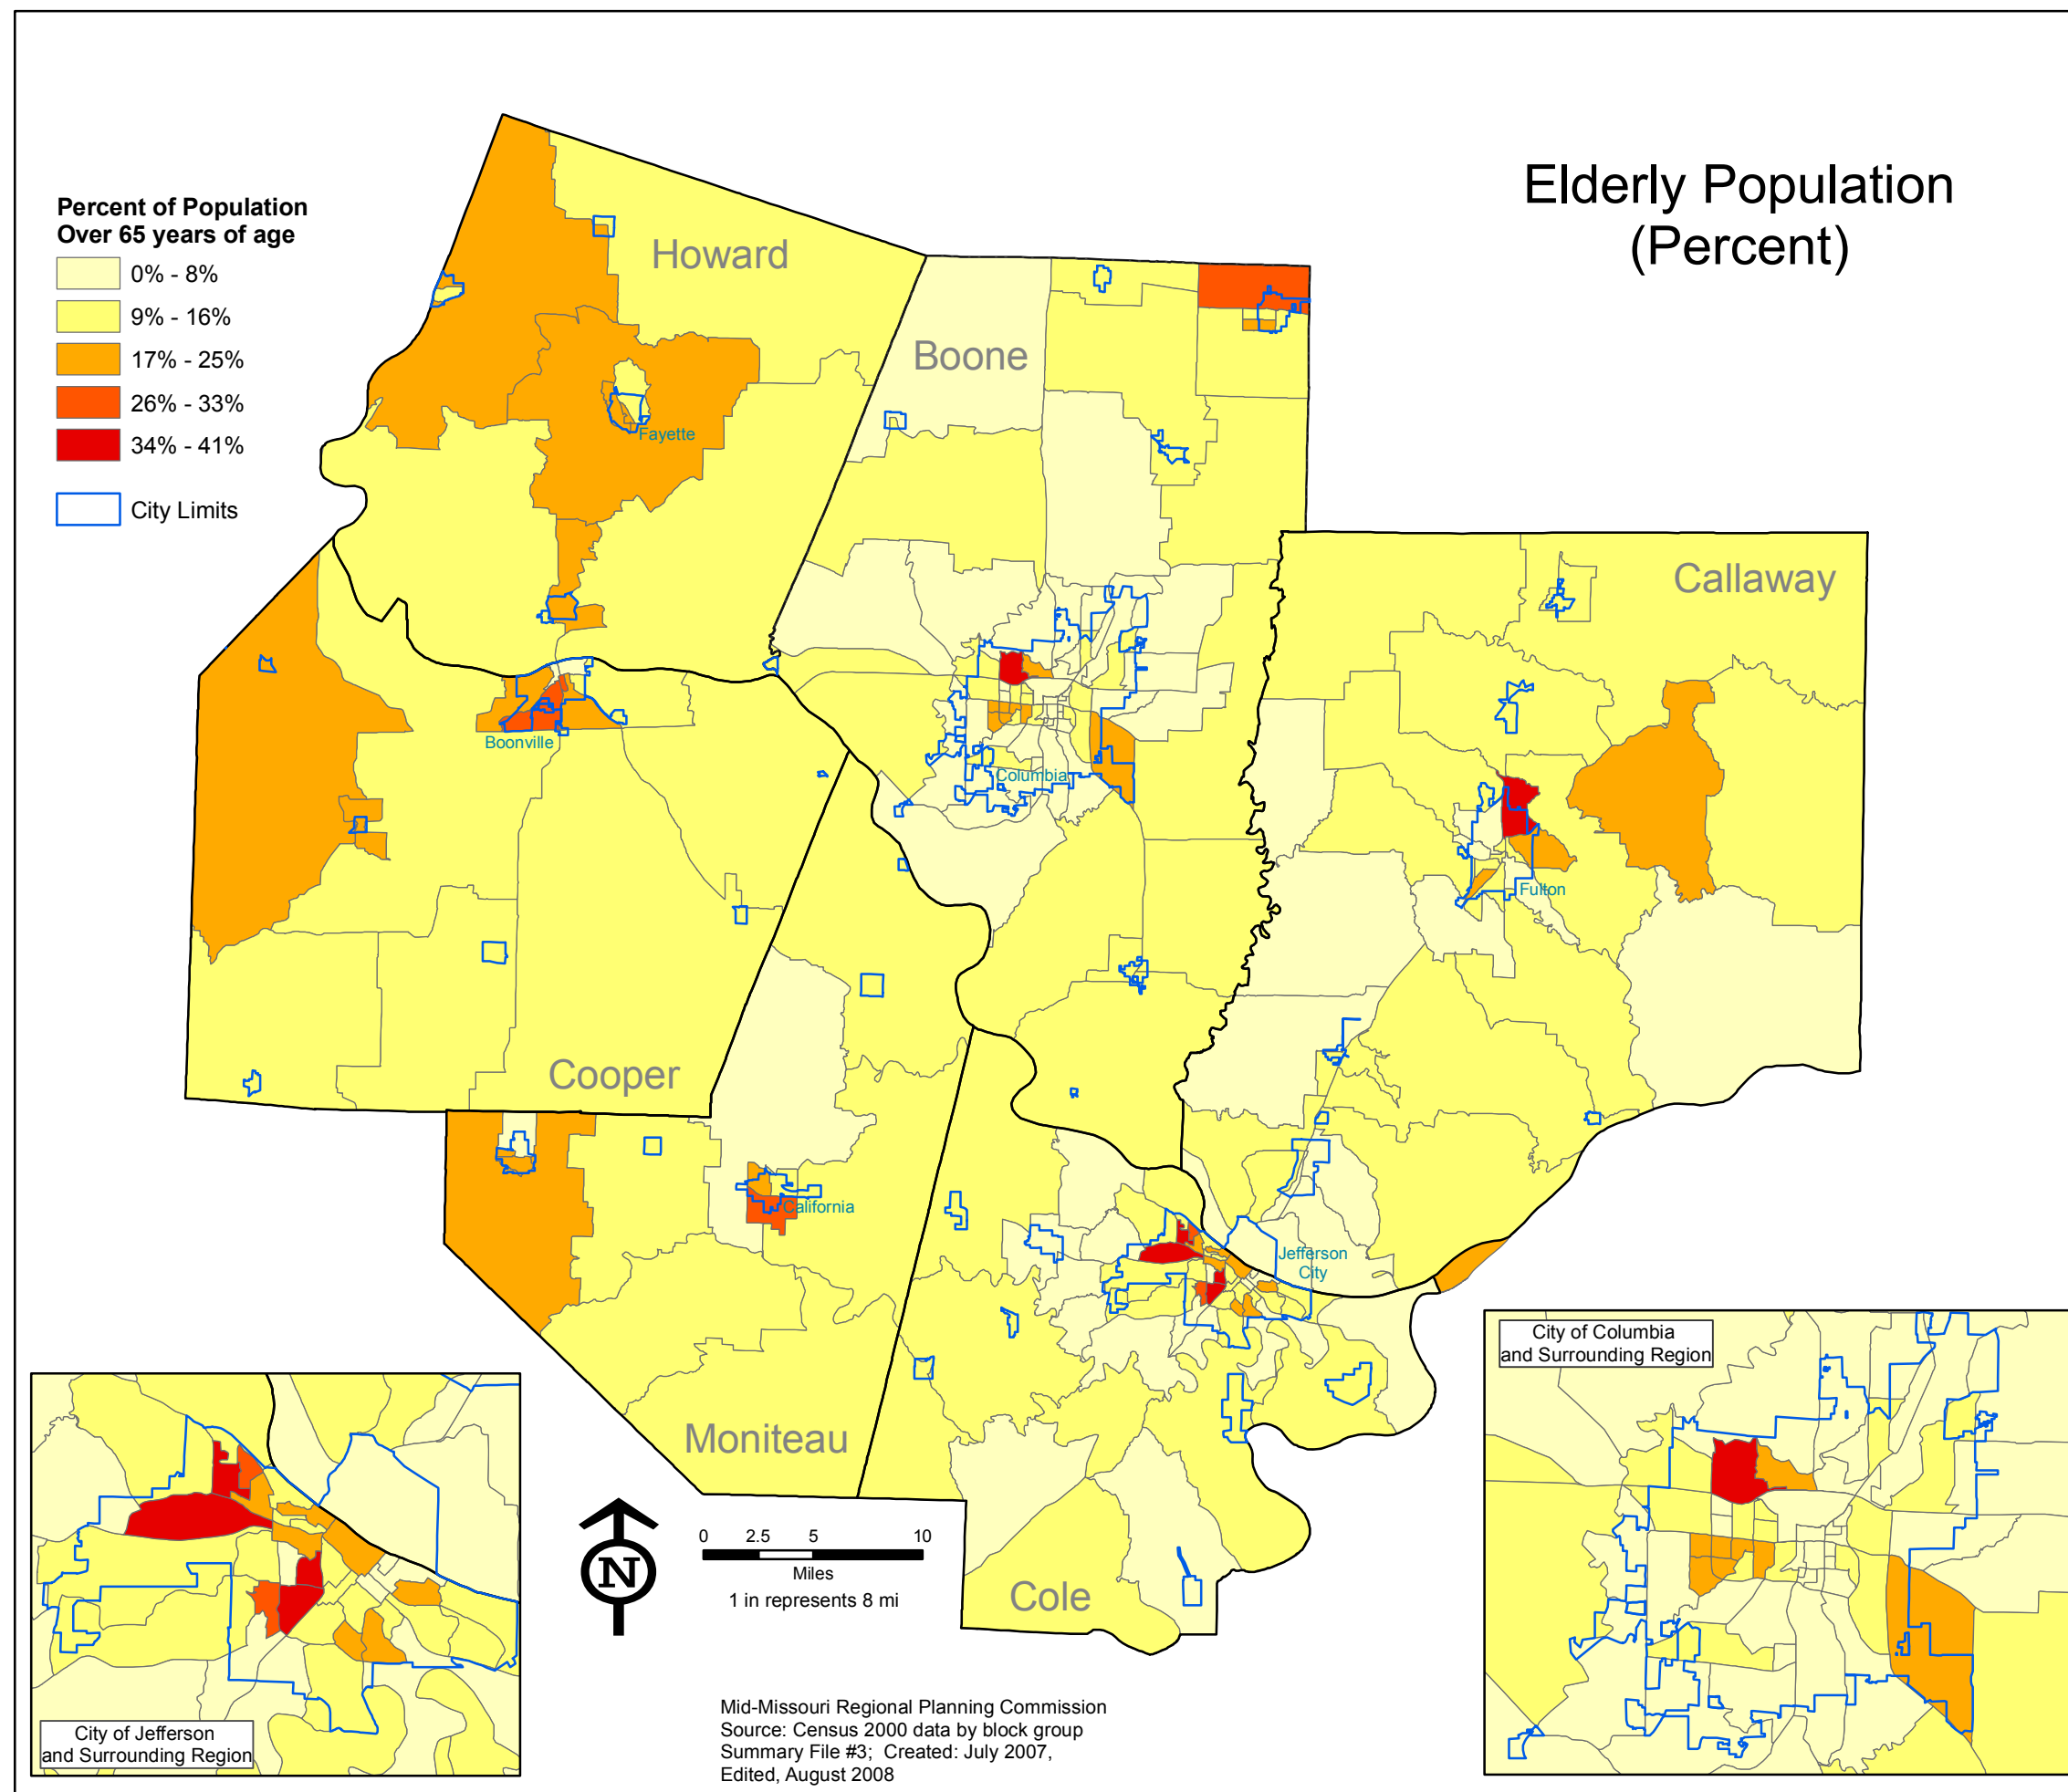 Elderly Population
(Percent)
Percent of Population
Over 65 years of age
0% - 8%
9% - 16%
17% - 25%
26% - 33%
34% - 41%
City Limits
Howard
Boone
Callaway
Fayette
Boonville
Columbia
Fulton
Cooper
California
Jefferson
City
Moniteau
Cole
City of Columbia
and Surrounding Region
City of Jefferson
and Surrounding Region
N
0 2.5 5 10
Miles
1 in represents 8 mi
Mid-Missouri Regional Planning Commission
Source: Census 2000 data by block group
Summary File #3; Created: July 2007,
Edited, August 2008